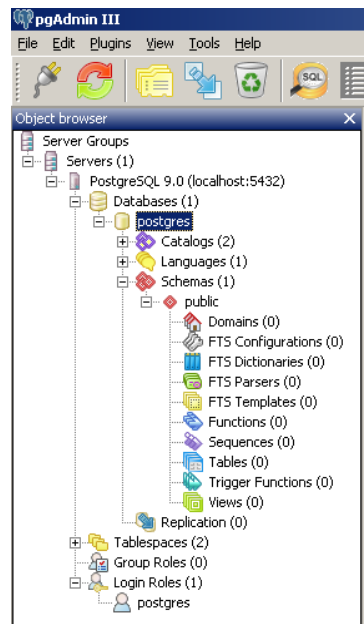 pgAdmin III
File Edit Plugins View Tools Help
SQL
Object browser
Server Groups
Servers (1)
PostgreSQL 9.0 (localhost:5432)
Databases (1)
postgres
Catalogs (2)
Languages (1)
Schemas (1)
public
Domains (0)
FTS Configurations (0)
FTS Dictionaries (0)
FTS Parsers (0)
FTS Templates (0)
Functions (0)
Sequences (0)
Tables (0)
Trigger Functions (0)
Views (0)
Replication (0)
Tablespaces (2)
Group Roles (0)
Login Roles (1)
postgres